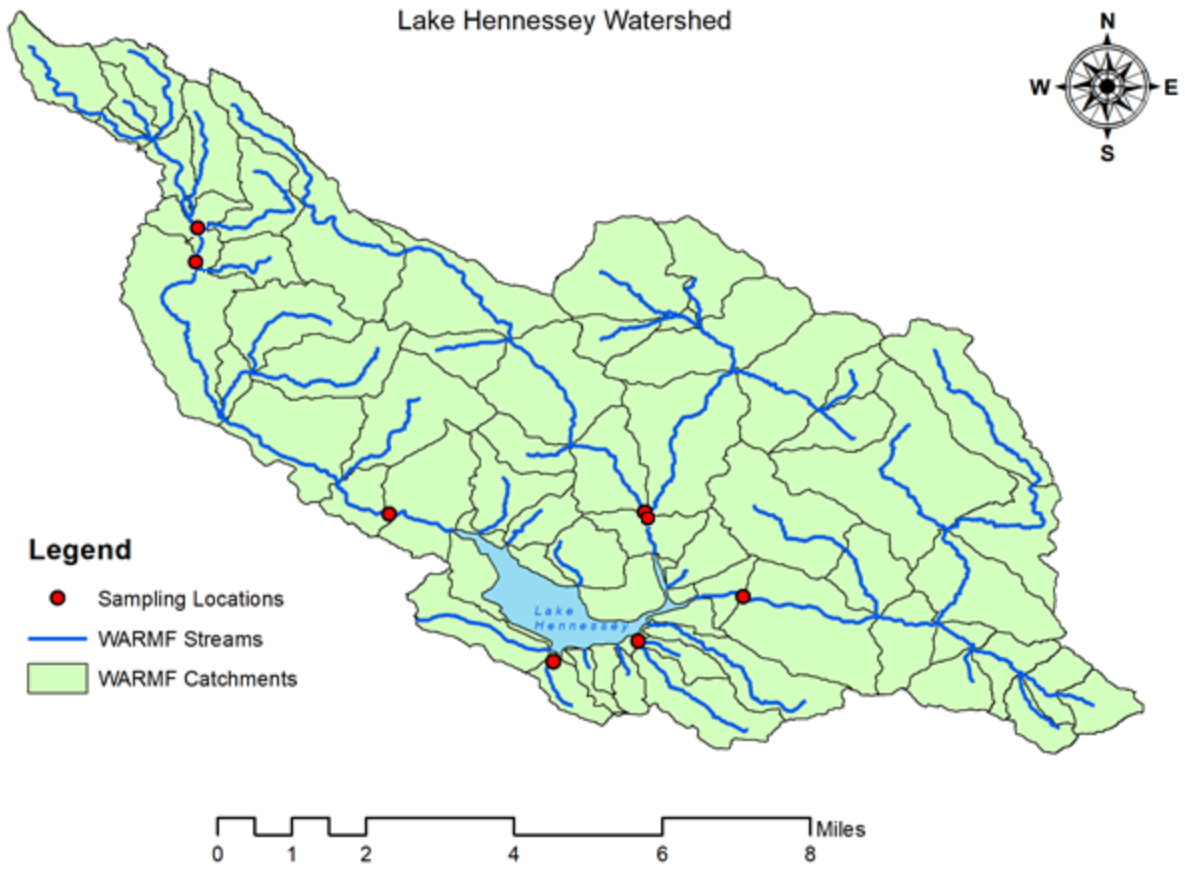 Lake Hennessey Watershed
N
W E
S
Legend
Sampling Locations
WARMF Streams
WARMF Catchments
Lake
Hennessey
Miles
0 1 2 4 6 8